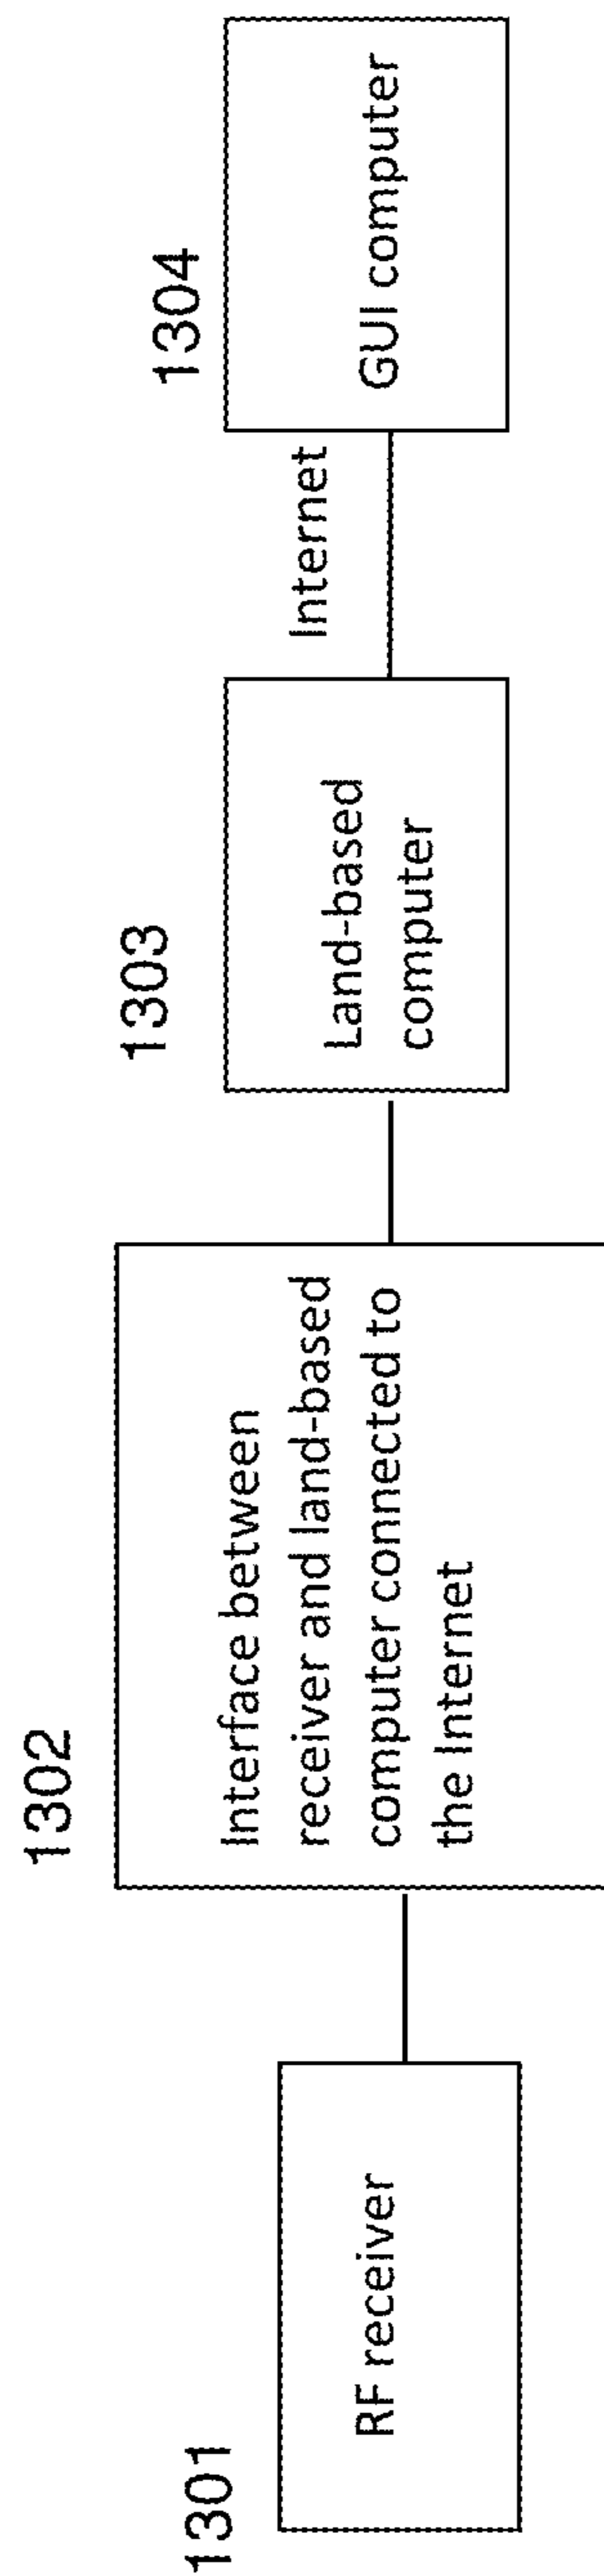 1301
RF receiver
1302
Interface between
receiver and land-based
computer connected to
the Internet
1303
Land-based
computer
Internet
1304
GUI computer